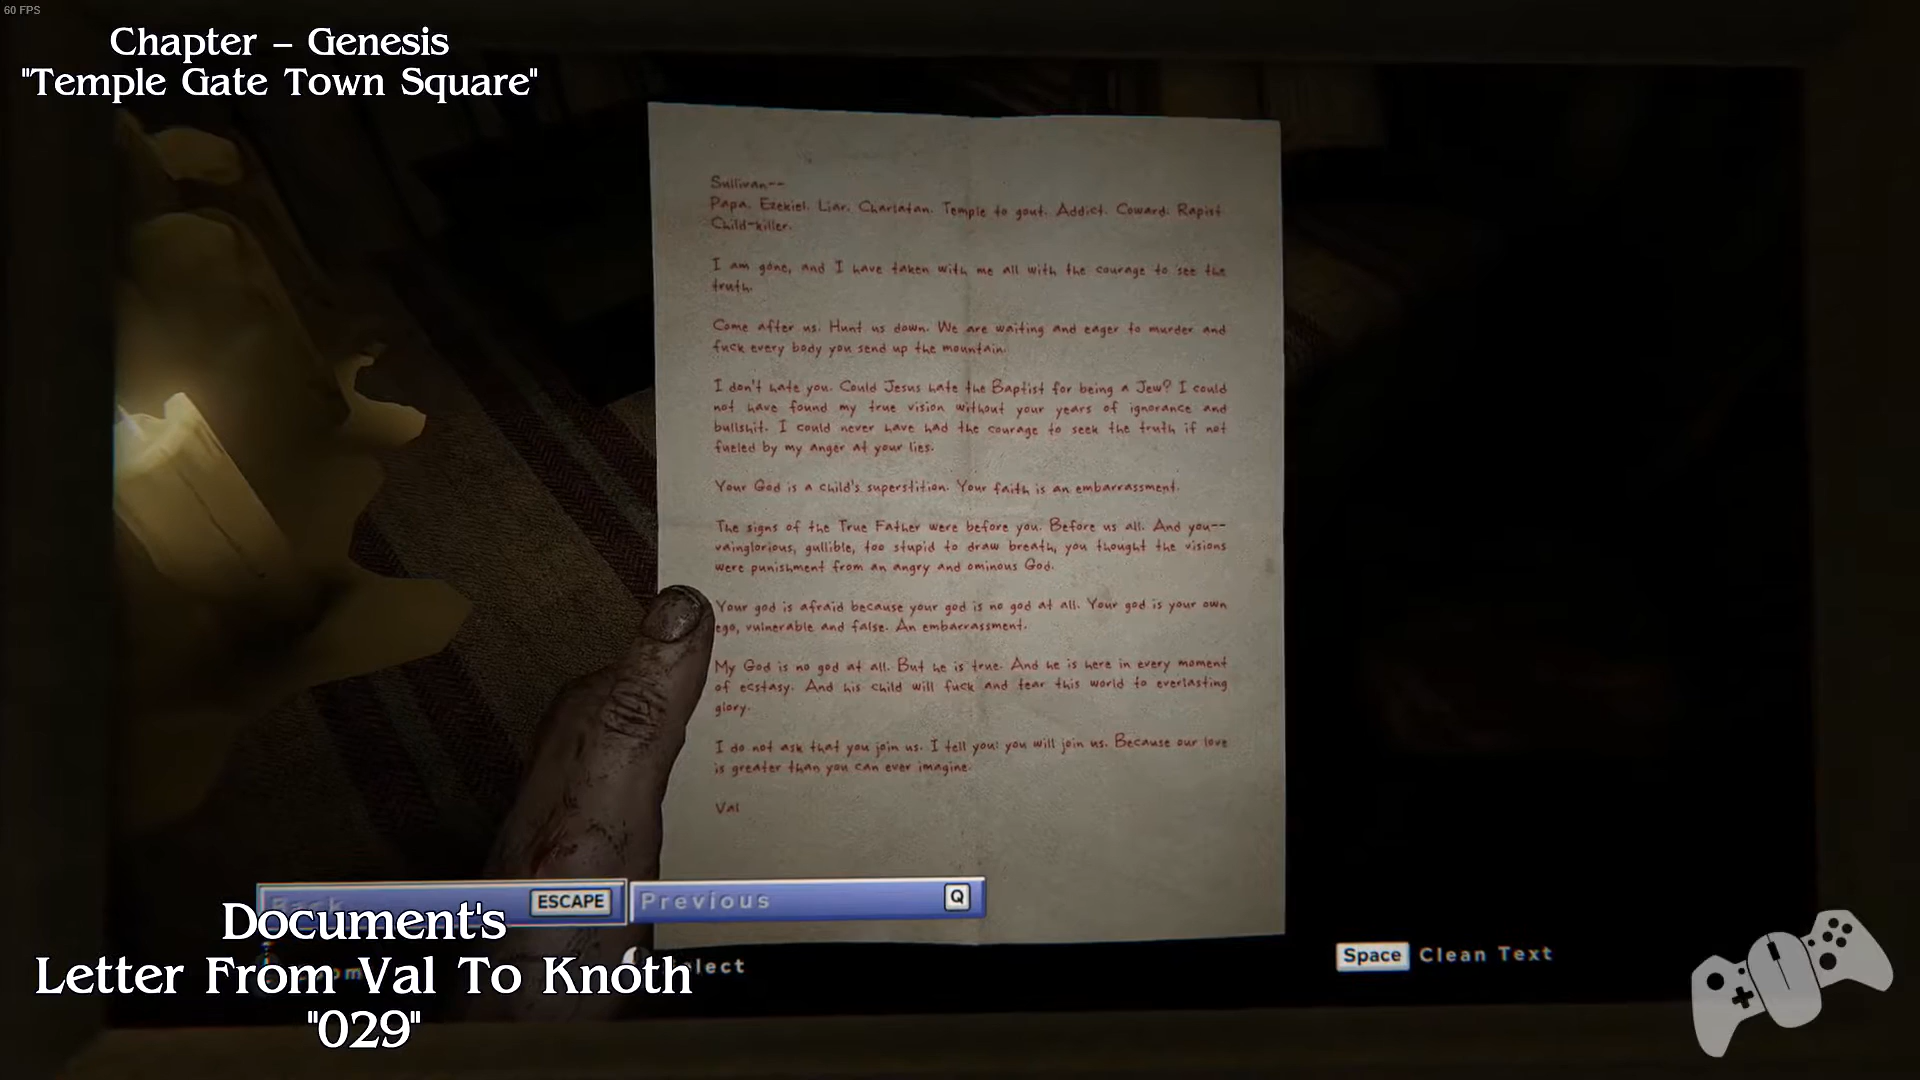 60 FPS
Chapter – Genesis
"Temple Gate Town Square"
Sullivan--
Papa. Ezekiel. Liar. Charlatan. Temple to gout. Addict. Coward. Rapist.
Child-killer.
I am gone, and I have taken with me all with the courage to see the
truth.
Come after us. Hunt us down. We are waiting and eager to murder and
fuck every body you send up the mountain.
I don't hate you. Could Jesus hate the Baptist for being a Jew? I could
not have found my true vision without your years of ignorance and
bullshit. I could never have had the courage to seek the truth if not
fueled by my anger at your lies.
Your God is a child's superstition. Your faith is an embarrassment.
The signs of the True Father were before you. Before us all. And you--
vainglorious, gullible, too stupid to draw breath, you thought the visions
were punishment from an angry and ominous God.
Your god is afraid because your god is no god at all. Your god is your own
ego, vulnerable and false. An embarrassment.
My God is no god at all. But he is true. And he is here in every moment
of ecstasy. And his child will fuck and tear this world to everlasting
glory.
I do not ask that you join us. I tell you: you will join us. Because our love
is greater than you can ever imagine.
Val
Back ESCAPE Previous Q
Document's
Letter From Val To Knoth
"029"
Space Clean Text